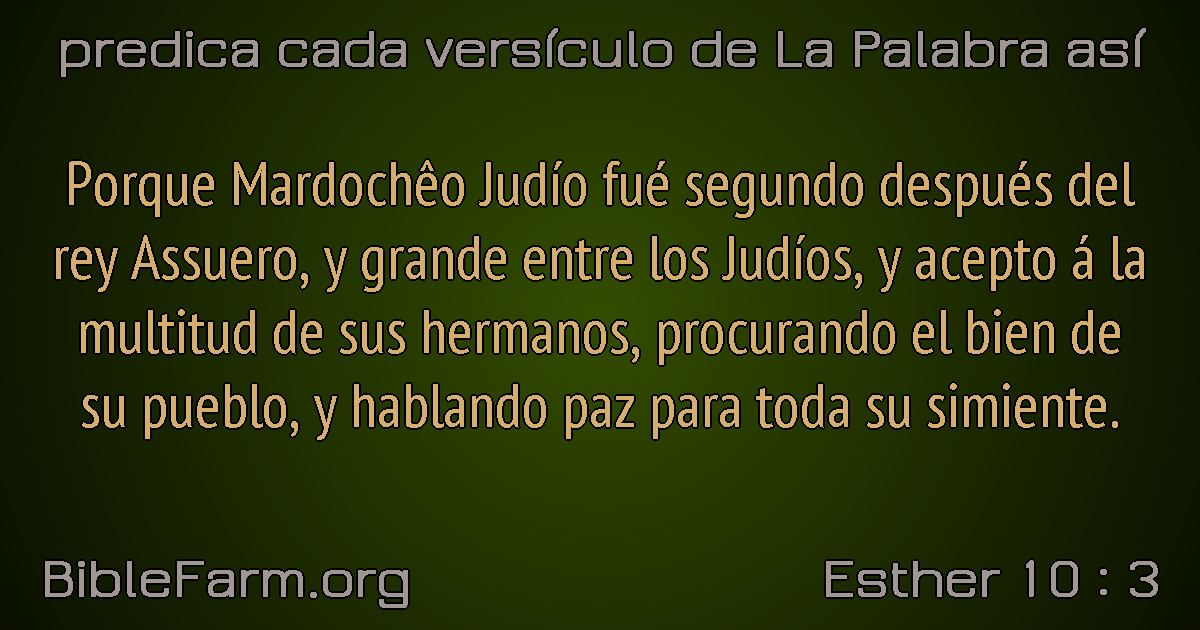 predica cada versículo de La Palabra así
Porque Mardochêo Judío fué segundo después del
rey Assuero, y grande entre los Judíos, y acepto á la
multitud de sus hermanos, procurando el bien de
su pueblo, y hablando paz para toda su simiente.
BibleFarm.org
Esther 10 : 3